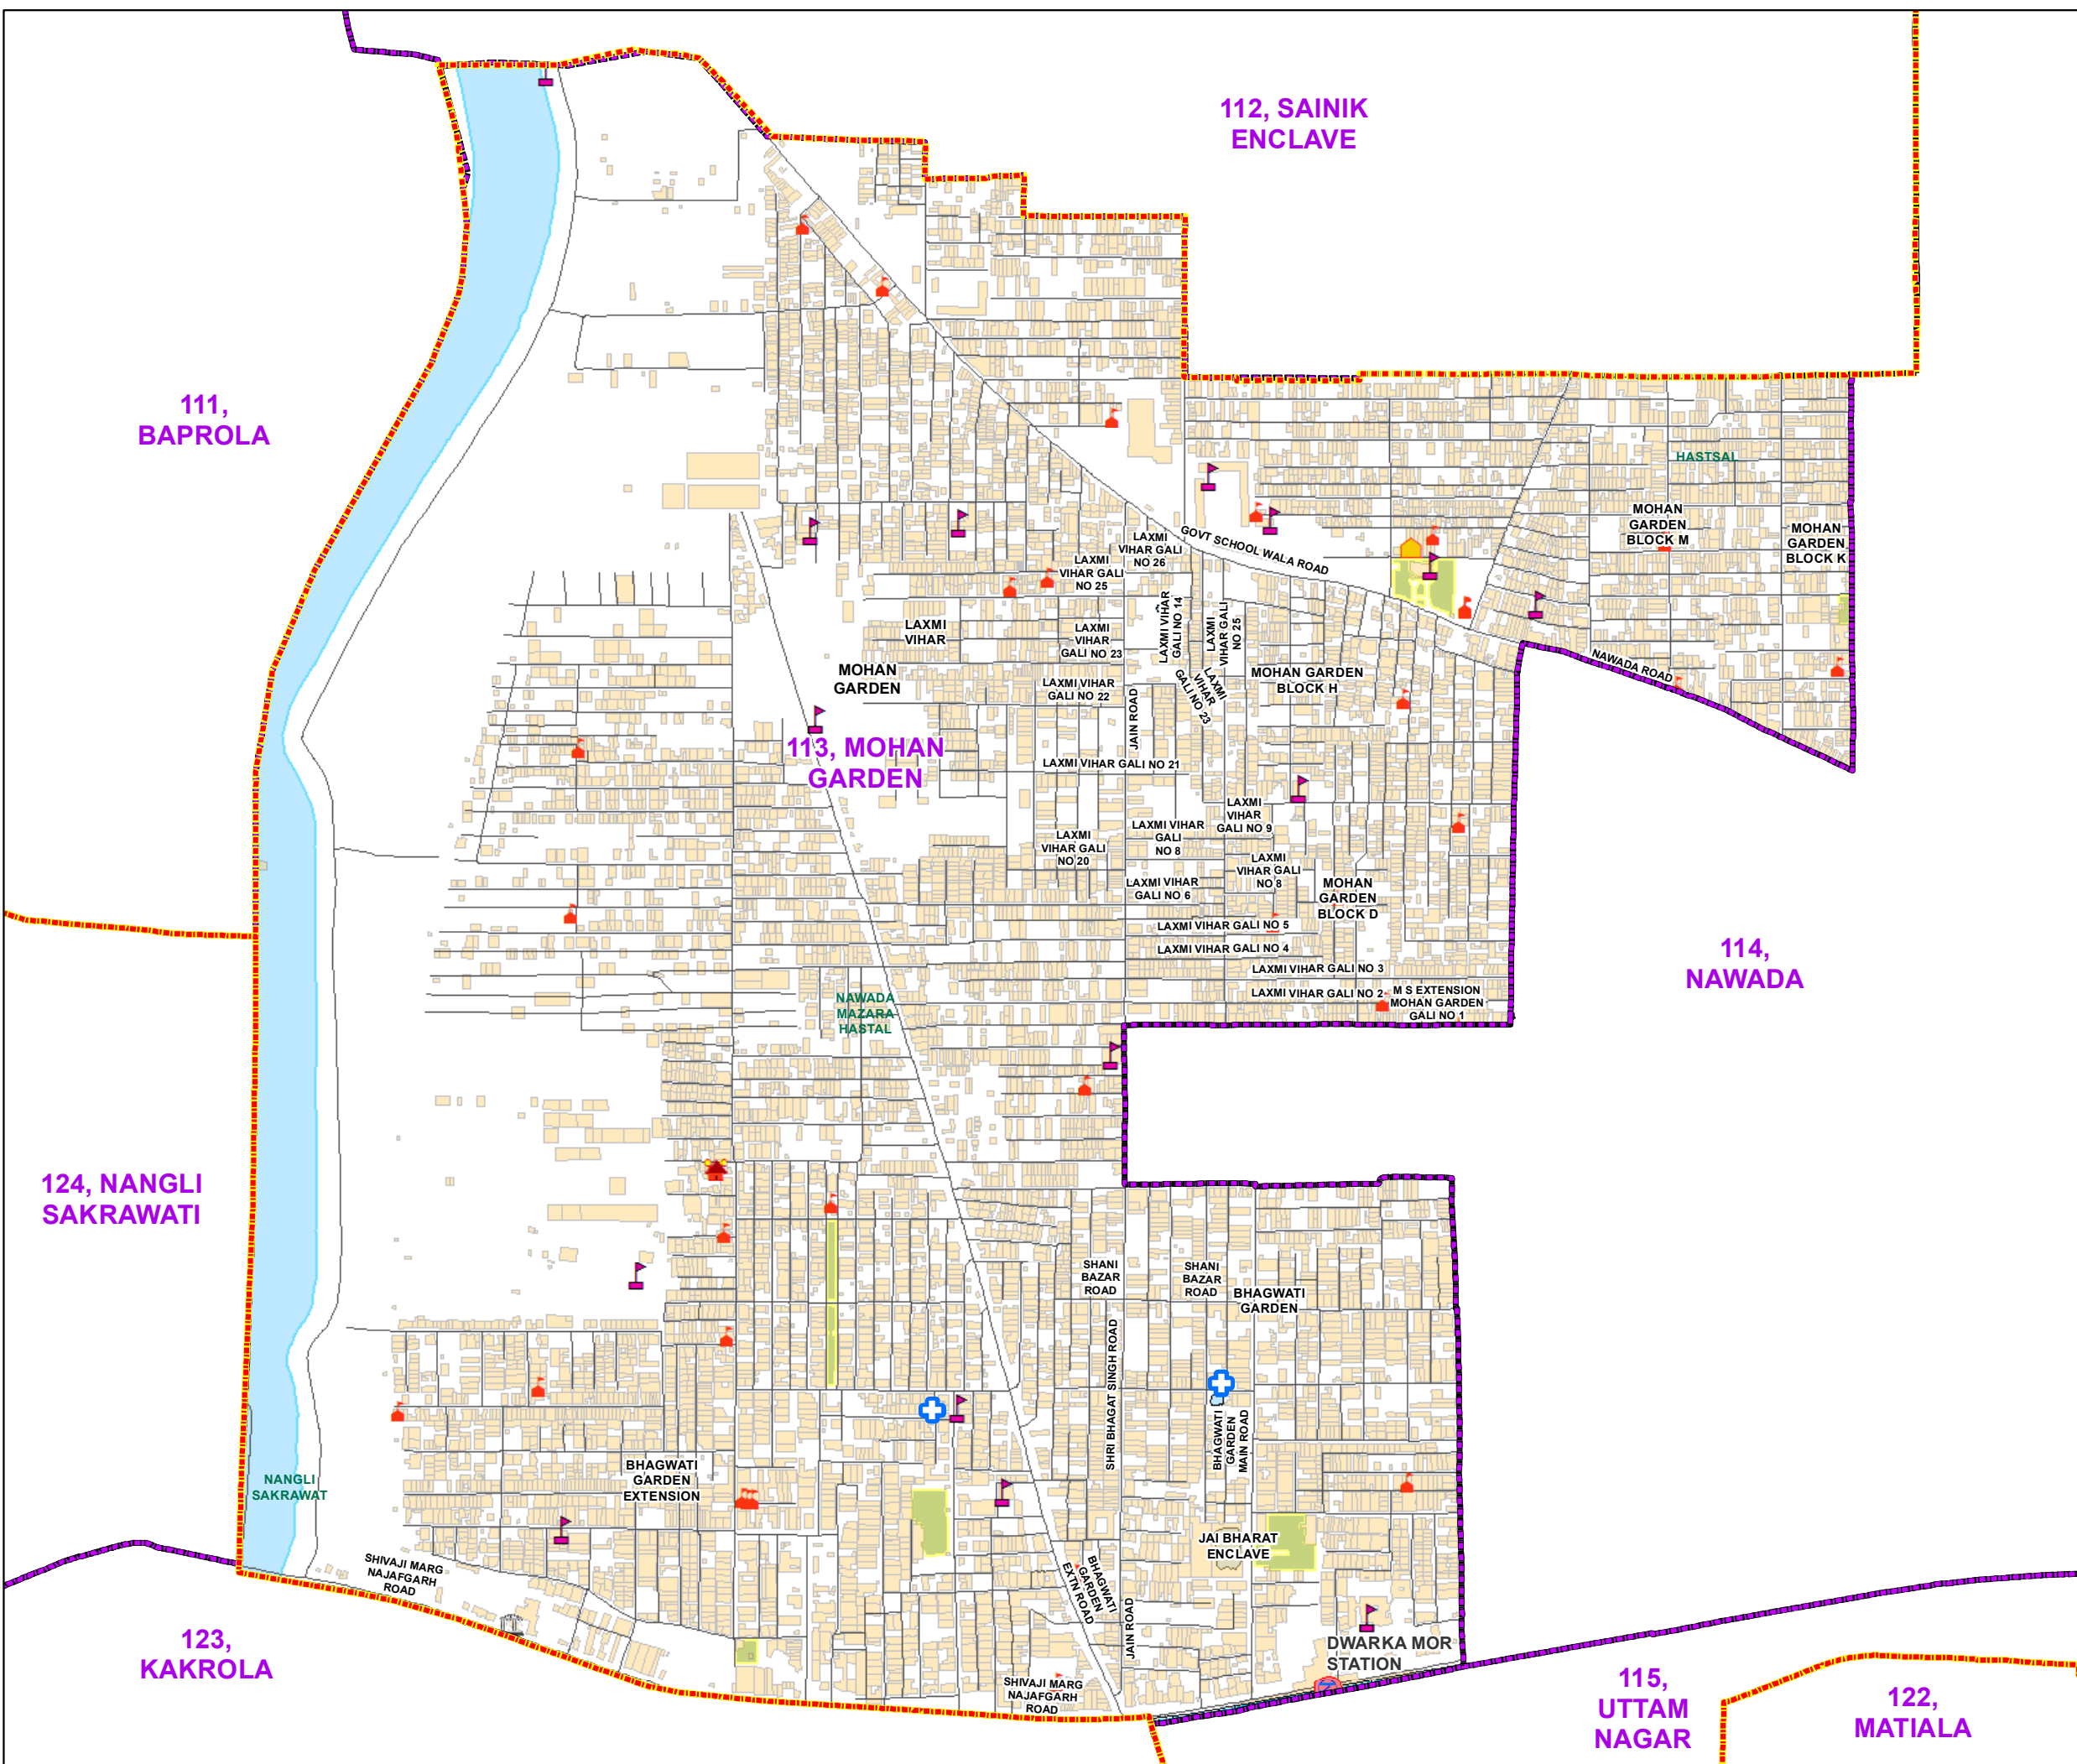 112, SAINIK
ENCLAVE
111,
BAPROLA
HASTSAL
MOHAN
GARDEN
BLOCK M
MOHAN
GARDEN
BLOCK K
GOVT SCHOOL WALA ROAD
LAXMI
VIHAR GALI
NO 26
LAXMI
VIHAR GALI
NO 25
LAXMI VIHAR
GALI NO 14
LAXMI
VIHAR GALI
NO 25
LAXMI
VIHAR
LAXMI
VIHAR
GALI NO 23
MOHAN
GARDEN
LAXMI VIHAR
GALI NO 22
LAXMI
VIHAR
GALI NO 23
MOHAN GARDEN
BLOCK H
NAWADA ROAD
JAIN ROAD
113, MOHAN
GARDEN
LAXMI VIHAR GALI NO 21
LAXMI
VIHAR
GALI NO 9
LAXMI VIHAR
GALI
NO 8
LAXMI
VIHAR GALI
NO 20
LAXMI
VIHAR GALI
NO 8
LAXMI VIHAR
GALI NO 6
MOHAN
GARDEN
BLOCK D
LAXMI VIHAR GALI NO 5
LAXMI VIHAR GALI NO 4
LAXMI VIHAR GALI NO 3
LAXMI VIHAR GALI NO 2
M S EXTENSION
MOHAN GARDEN
GALI NO 1
114,
NAWADA
NAWADA
MAZARA
HASTAL
124, NANGLI
SAKRAWATI
SHANI
BAZAR
ROAD
SHANI
BAZAR
ROAD
BHAGWATI
GARDEN
SHRI BHAGAT SINGH ROAD
BHAGWATI
GARDEN
MAIN ROAD
BHAGWATI
GARDEN
EXTENSION
NANGLI
SAKRAWAT
JAI BHARAT
ENCLAVE
SHIVAJI MARG
NAJAFGARH
ROAD
BHAGWATI
GARDEN
EXTN ROAD
JAIN ROAD
DWARKA MOR
STATION
123,
KAKROLA
SHIVAJI MARG
NAJAFGARH
ROAD
115,
UTTAM
NAGAR
122,
MATIALA